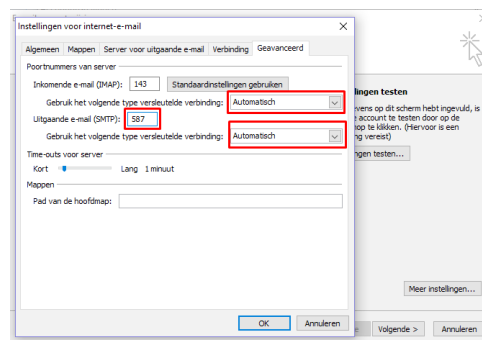 Instellingen voor internet-e-mail
Algemeen Mappen Server voor uitgaande e-mail Verbinding Geavanceerd
Poortnummers van server
Inkomende e-mail (IMAP): 143 Standaardinstellingen gebruiken
Gebruik het volgende type versleutelde verbinding: Automatisch
Uitgaande e-mail (SMTP): 587
Gebruik het volgende type versleutelde verbinding: Automatisch
Time-outs voor server
Kort Lang 1 minuut
Mappen
Pad van de hoofdmap:
OK Annuleren
lingen testen
evens op dit scherm hebt ingevuld, is
account te testen door op de
nop te klikken. (Hiervoor is een
ng vereist)
ngen testen...
Meer instellingen...
Volgende > Annuleren